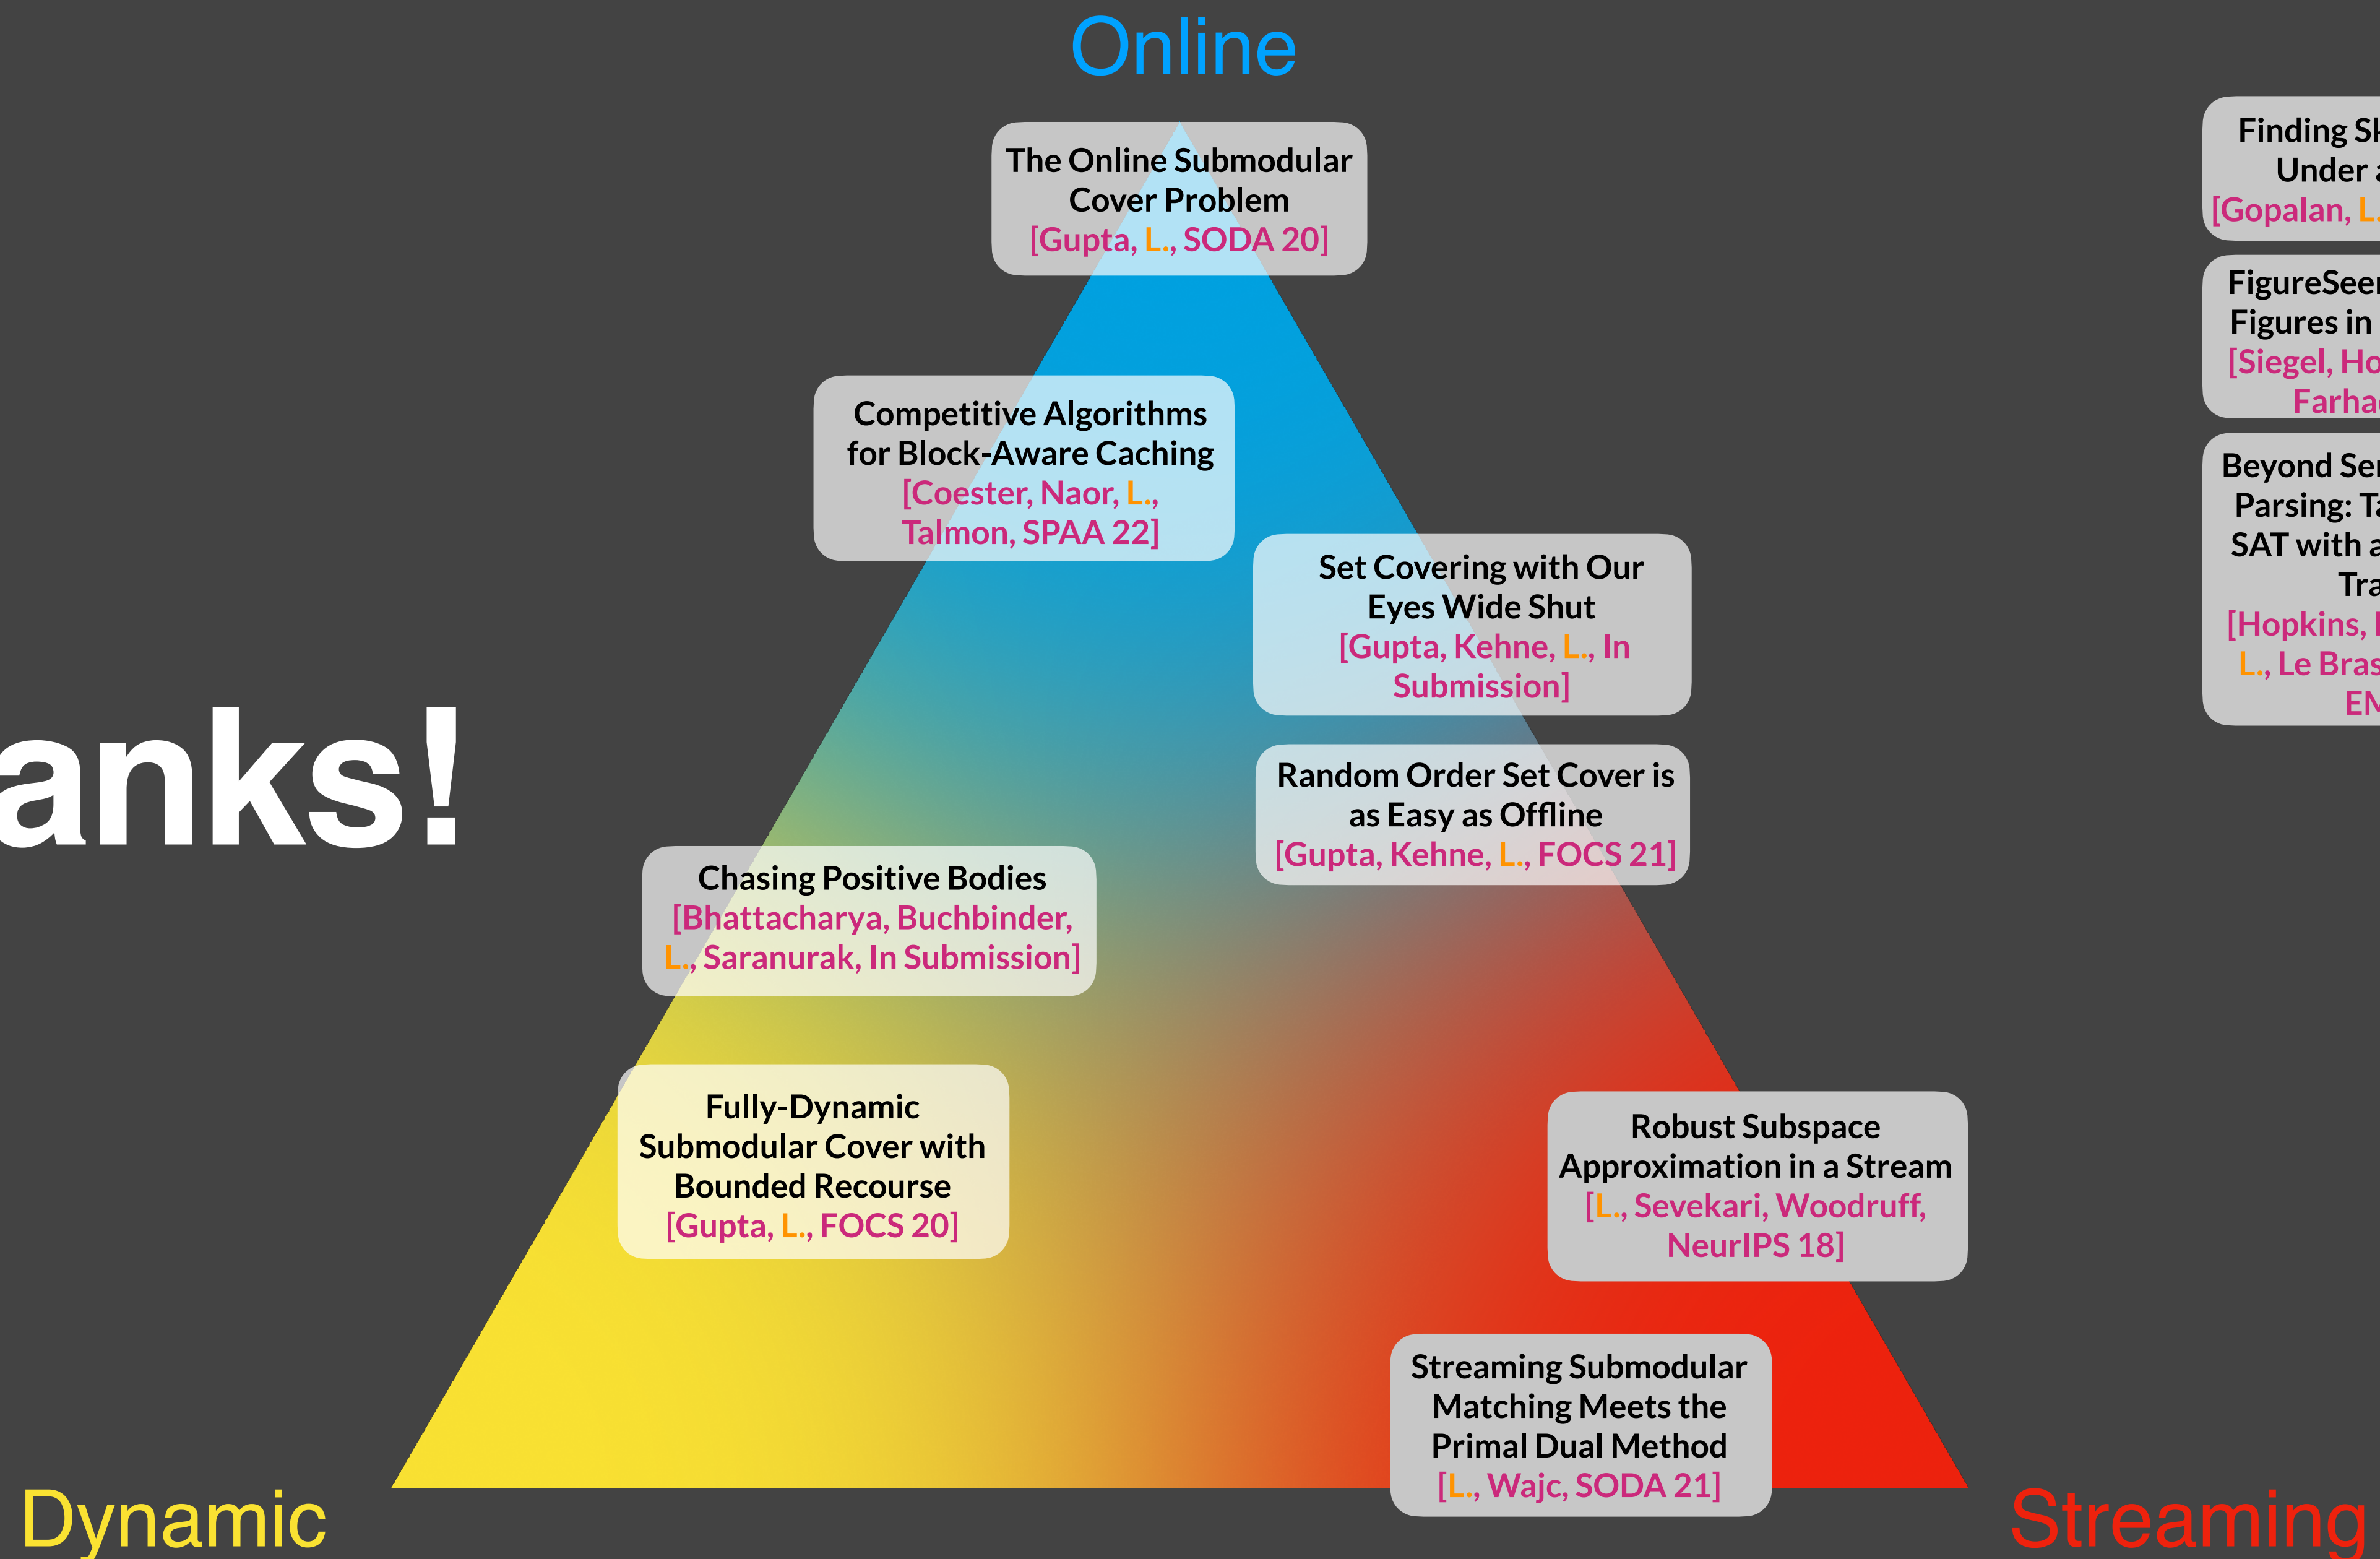 Online
The Online Submodular
Cover Problem
[Gupta, L., SODA 20]
Competitive Algorithms
for Block-Aware Caching
[Coester, Naor, L.,
Talmon, SPAA 22]
Set Covering with Our
Eyes Wide Shut
[Gupta, Kehne, L., In
Submission]
Random Order Set Cover is
as Easy as Offline
[Gupta, Kehne, L., FOCS 21]
anks!
Chasing Positive Bodies
[Bhattacharya, Buchbinder,
L., Saranurak, In Submission]
Fully-Dynamic
Submodular Cover with
Bounded Recourse
[Gupta, L., FOCS 20]
Robust Subspace
Approximation in a Stream
[L., Sevekari, Woodruff,
NeurIPS 18]
Streaming Submodular
Matching Meets the
Primal Dual Method
[L., Wajc, SODA 21]
Dynamic
Streaming
Finding
Under
[Gopalan, L.
FigureSeer
Figures in
[Siegel,
Beyond
Parsing:
SAT with
[Hopkins,
L., Le Bras